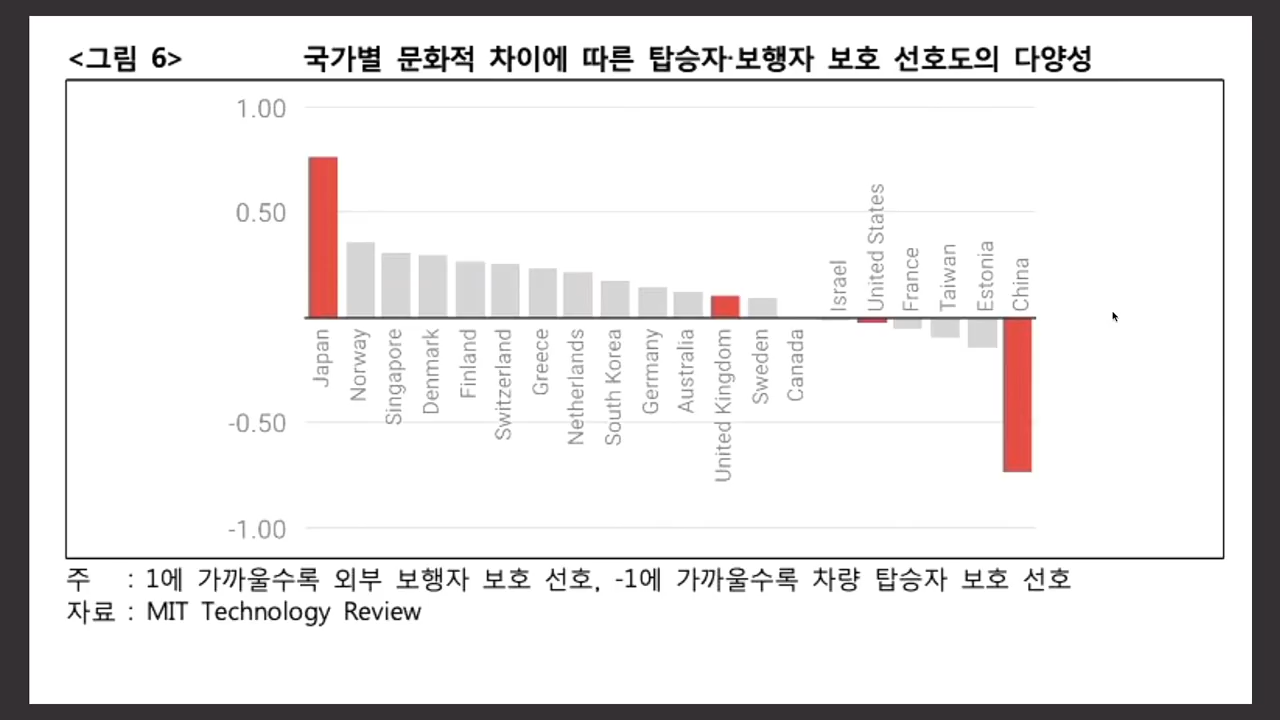 <그림 6> 국가별 문화적 차이에 따른 탑승자·보행자 보호 선호도의 다양성
1.00
0.50
-0.50
-1.00
Japan
Norway
Singapore
Denmark
Finland
Switzerland
Greece
Netherlands
South Korea
Germany
Australia
United Kingdom
Sweden
Canada
Israel
United States
France
Taiwan
Estonia
China
주 : 1에 가까울수록 외부 보행자 보호 선호, -1에 가까울수록 차량 탑승자 보호 선호
자료 : MIT Technology Review